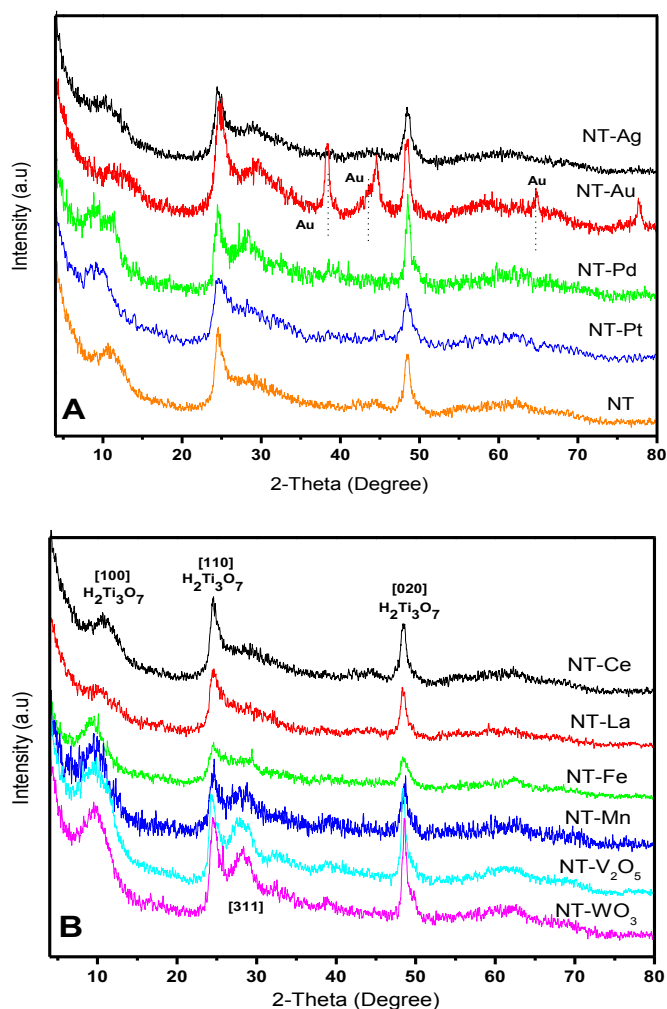 Intensity (a.u)
NT-Ag
NT-Au
Au
Au
Au
NT-Pd
NT-Pt
NT
A
10 20 30 40 50 60 70 80
2-Theta (Degree)
Intensity (a.u)
[100]
H2Ti3O7
[110]
H2Ti3O7
[020]
H2Ti3O7
NT-Ce
NT-La
NT-Fe
NT-Mn
NT-V2O5
NT-WO3
[311]
B
10 20 30 40 50 60 70 80
2-Theta (Degree)